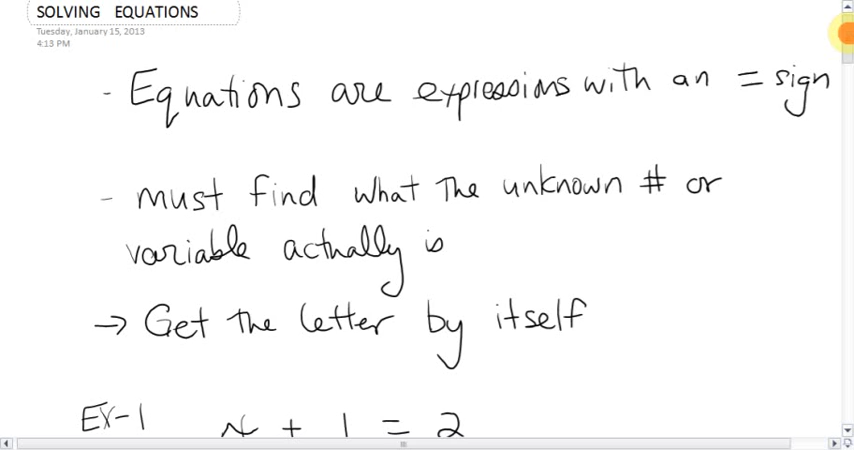 SOLVING EQUATIONS
Tuesday, January 15, 2013
4:13 PM
- Equations are expressions with an = sign
- must find what the unknown # or
variable actually is
→ Get the letter by itself
Ex-1 x + 1 = 2